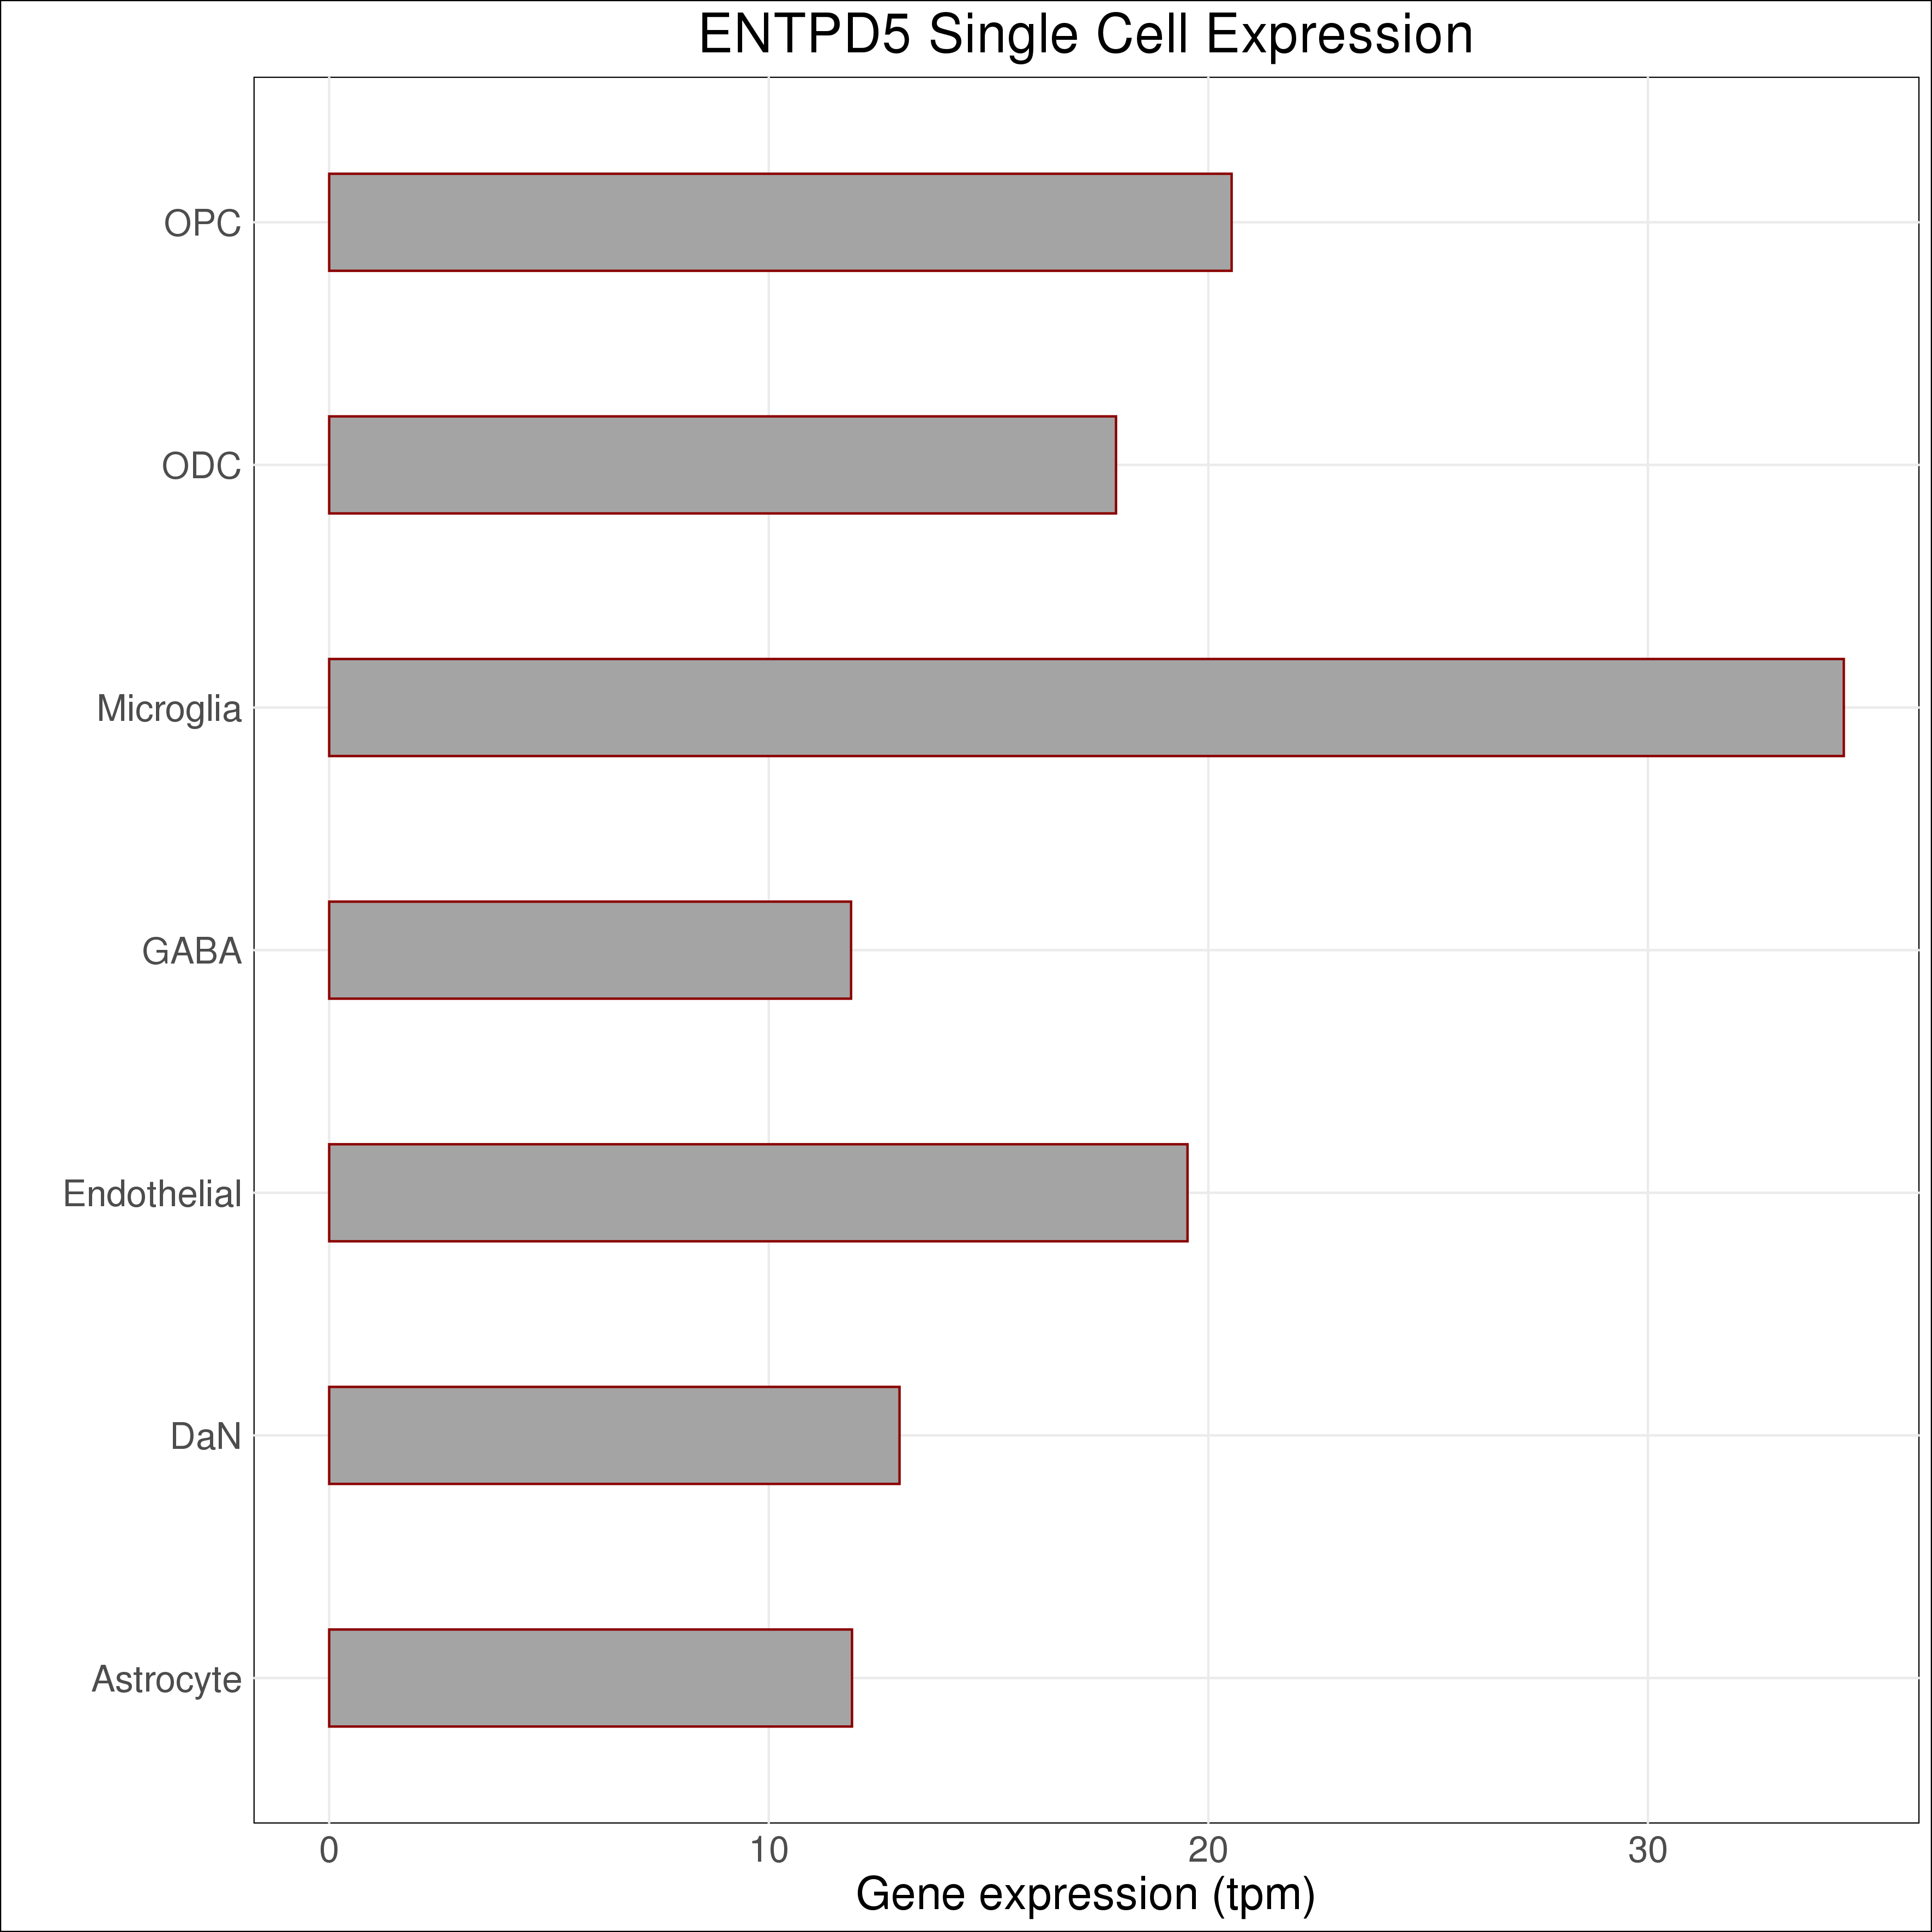 ENTPD5 Single Cell Expression
OPC
ODC
Microglia
GABA
Endothelial
DaN
Astrocyte
0 10 20 30
Gene expression (tpm)